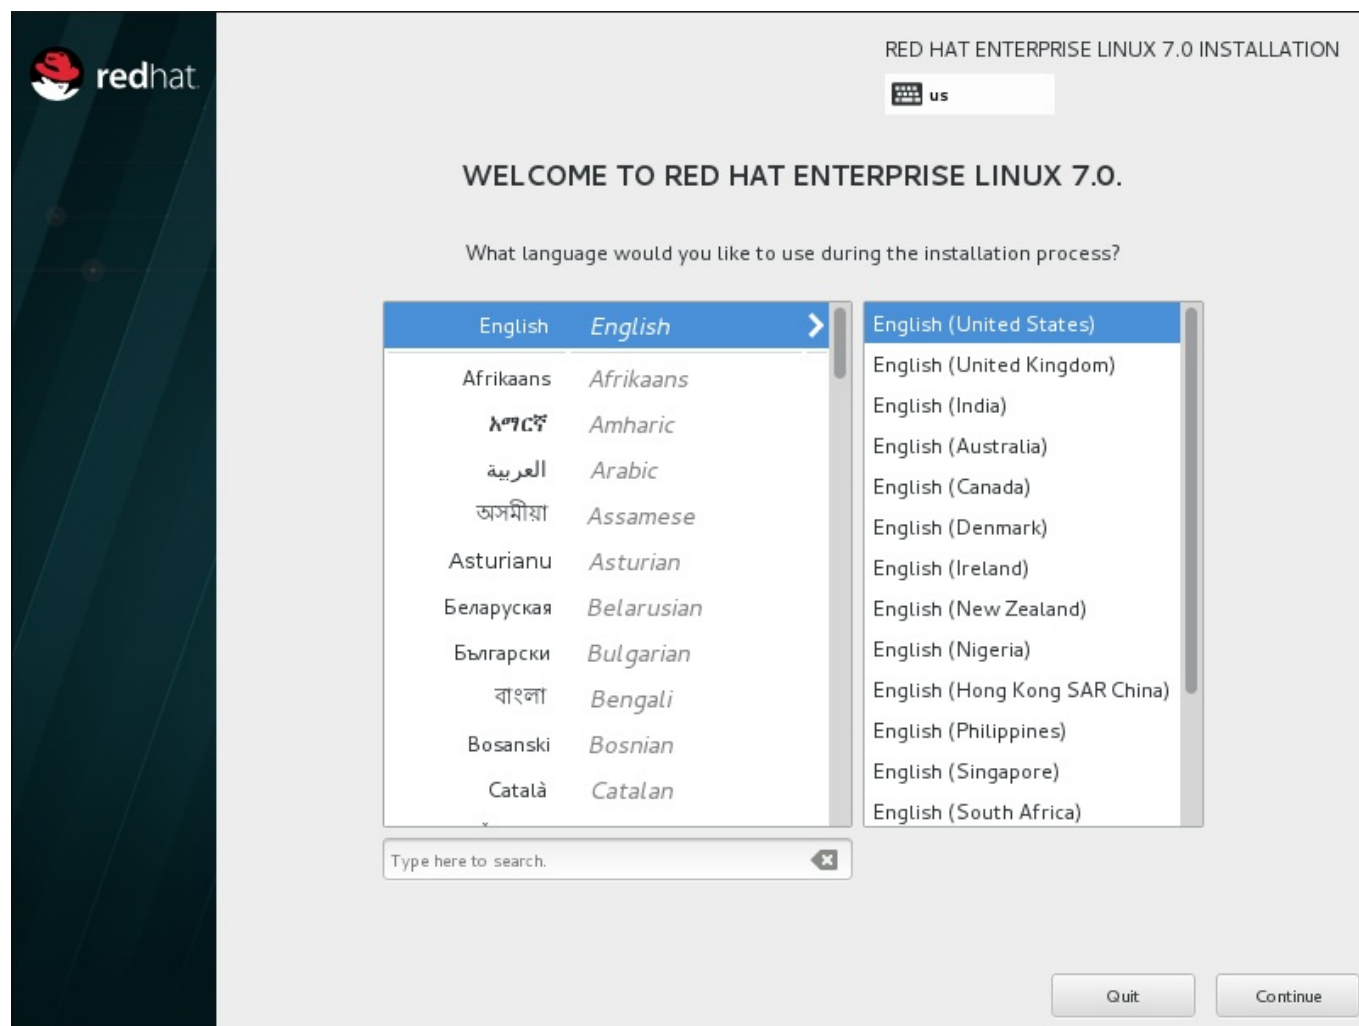 redhat.
RED HAT ENTERPRISE LINUX 7.0 INSTALLATION
us
WELCOME TO RED HAT ENTERPRISE LINUX 7.0.
What language would you like to use during the installation process?
English English
Afrikaans Afrikaans
አማርኛ Amharic
العربية Arabic
অসমীয়া Assamese
Asturianu Asturian
Беларуская Belarusian
Български Bulgarian
বাংলা Bengali
Bosanski Bosnian
Català Catalan
English (United States)
English (United Kingdom)
English (India)
English (Australia)
English (Canada)
English (Denmark)
English (Ireland)
English (New Zealand)
English (Nigeria)
English (Hong Kong SAR China)
English (Philippines)
English (Singapore)
English (South Africa)
Type here to search.
Quit Continue